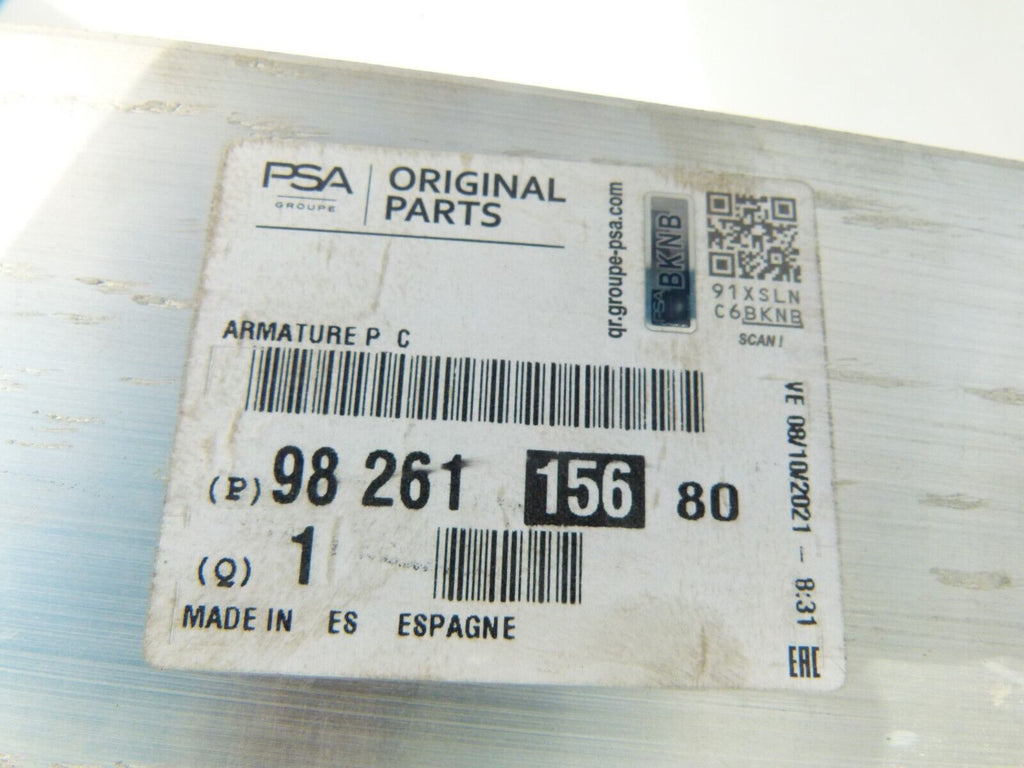 PSA
GROUPE
ORIGINAL
PARTS
qr.groupe-psa.com
PSA BKNB
91XSLN
C6BKNB
SCAN!
ARMATURE P C
(P) 98 261 156 80
(Q) 1
MADE IN ES ESPAGNE
VE 08/10/2021 - 8:31
EAC